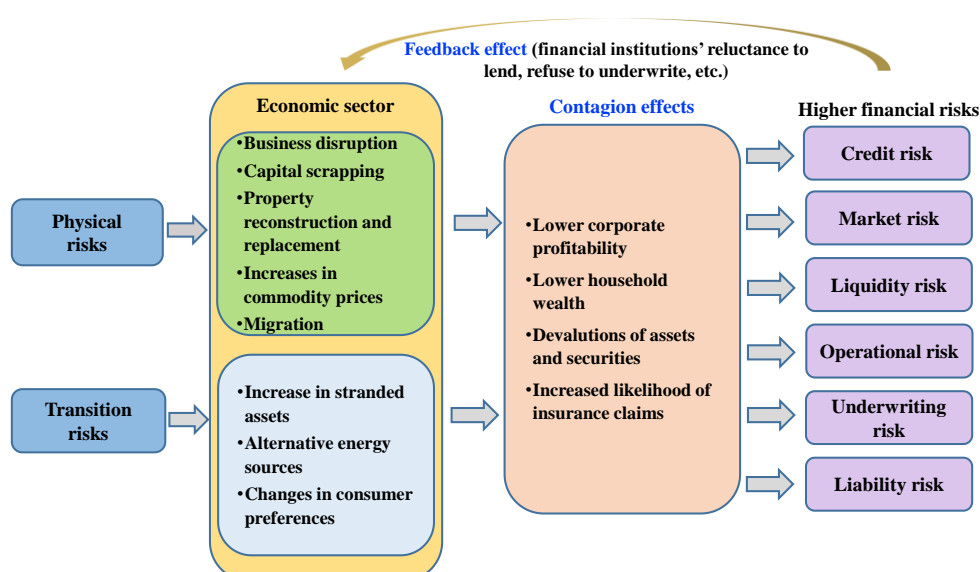 Feedback effect (financial institutions' reluctance to
lend, refuse to underwrite, etc.)
Economic sector
Contagion effects
Higher financial risks
Physical
risks
•Business disruption
•Capital scrapping
•Property
reconstruction and
replacement
•Increases in
commodity prices
•Migration
Transition
risks
•Increase in stranded
assets
•Alternative energy
sources
•Changes in consumer
preferences
•Lower corporate
profitability
•Lower household
wealth
•Devalutions of assets
and securities
•Increased likelihood of
insurance claims
Credit risk
Market risk
Liquidity risk
Operational risk
Underwriting
risk
Liability risk